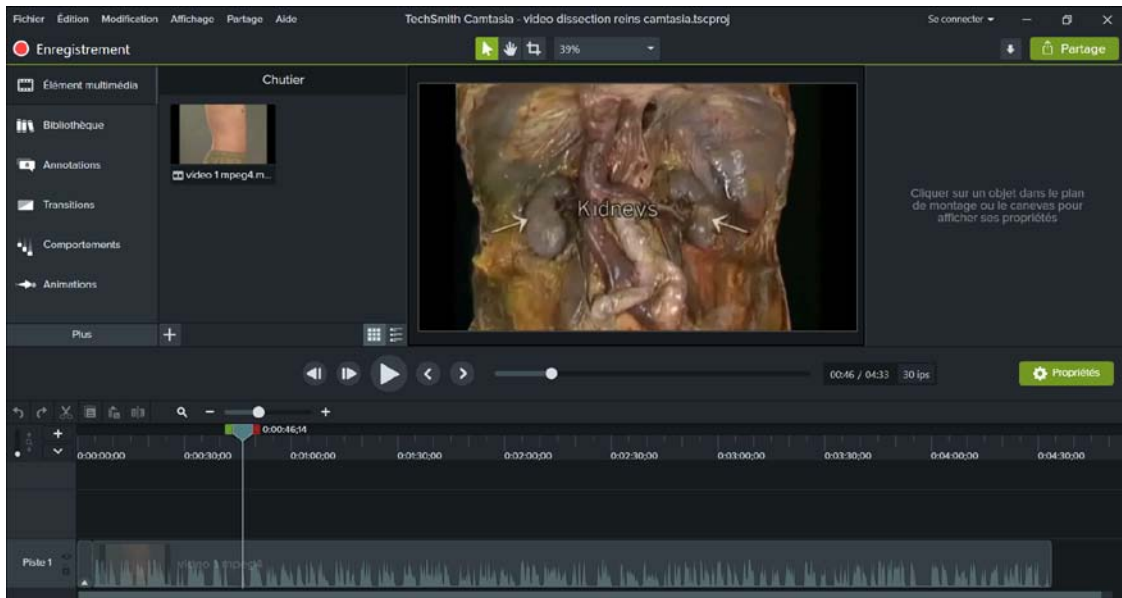 Fichier Édition Modification Affichage Partage Aide
TechSmith Camtasia - video dissection reins camtasia.tscproj
Se connecter
Enregistrement
39%
Partage
Élément multimédia
Bibliothèque
Annotations
Transitions
Comportements
Animations
Plus
Chutier
video 1 mpeg4.m...
Kidneys
Cliquer sur un objet dans le plan
de montage ou le canevas pour
afficher ses propriétés
00:46 / 04:33 30 ips
Propriétés
0:00:46;14
0:00:00;00 0:00:30;00 0:01:00;00 0:01:30;00 0:02:00;00 0:02:30;00 0:03:00;00 0:03:30;00 0:04:00;00 0:04:30;00
Piste 1
video 1 mpeg4